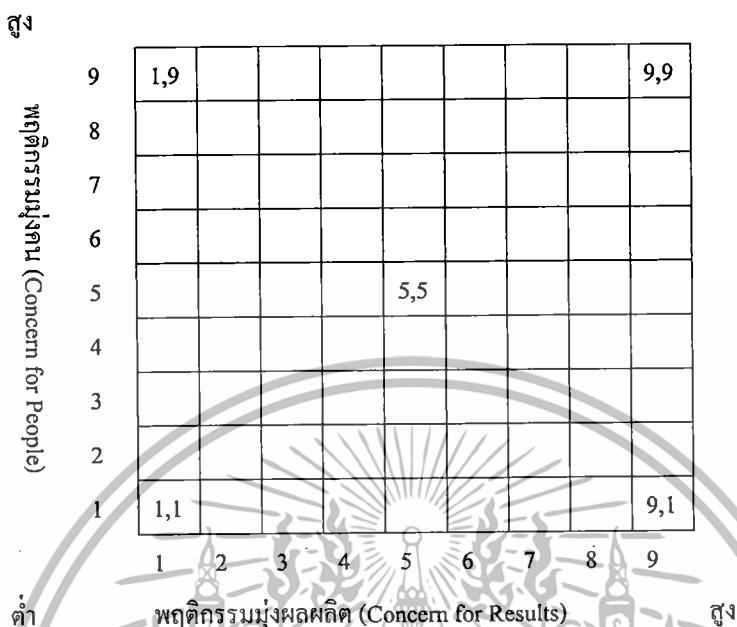 สูง
พฤติกรรมมุ่งคน (Concern for People)
9 1,9 9,9
8
7
6
5 5,5
4
3
2
1 1,1 9,1
1 2 3 4 5 6 7 8 9
ต่ำ พฤติกรรมมุ่งผลผลิต (Concern for Results) สูง